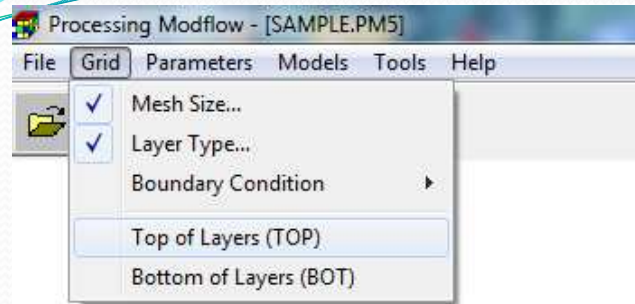 Processing Modflow - [SAMPLE.PM5]
File Grid Parameters Models Tools Help
Mesh Size...
Layer Type...
Boundary Condition
Top of Layers (TOP)
Bottom of Layers (BOT)